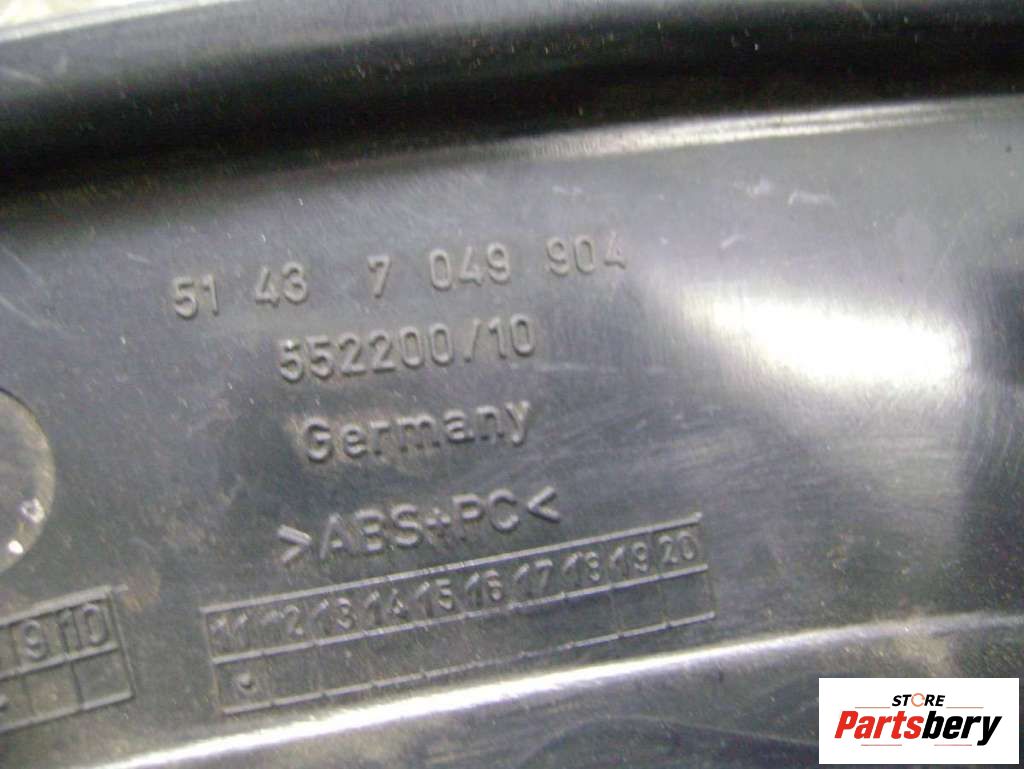 51 43 7 049 904
552200/10
Germany
>ABS+PC<
11 12 13 14 15 16 17 18 19 20
9 10
STORE
Partsbery